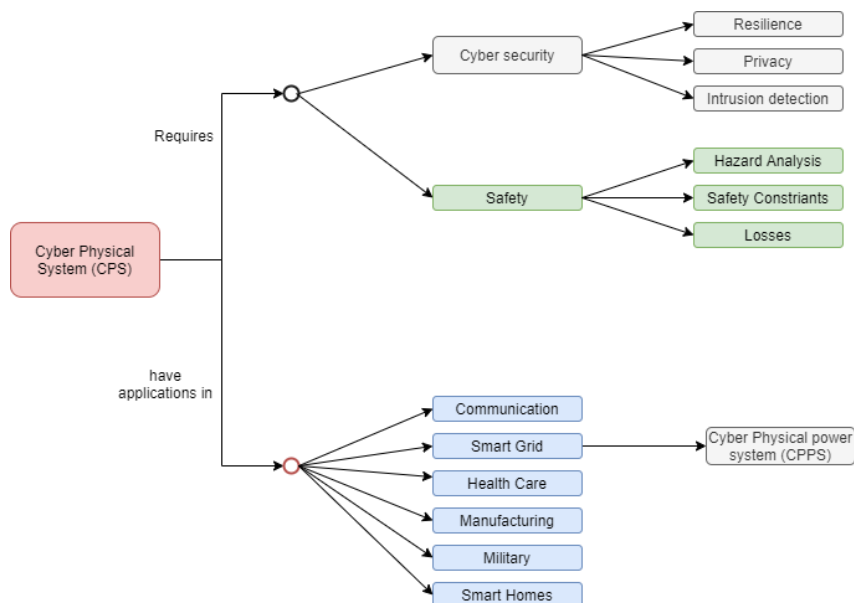 Resilience
Cyber security
Privacy
Intrusion detection
Requires
Hazard Analysis
Safety
Safety Constriants
Losses
Cyber Physical
System (CPS)
have
applications in
Communication
Smart Grid
Cyber Physical power
system (CPPS)
Health Care
Manufacturing
Military
Smart Homes